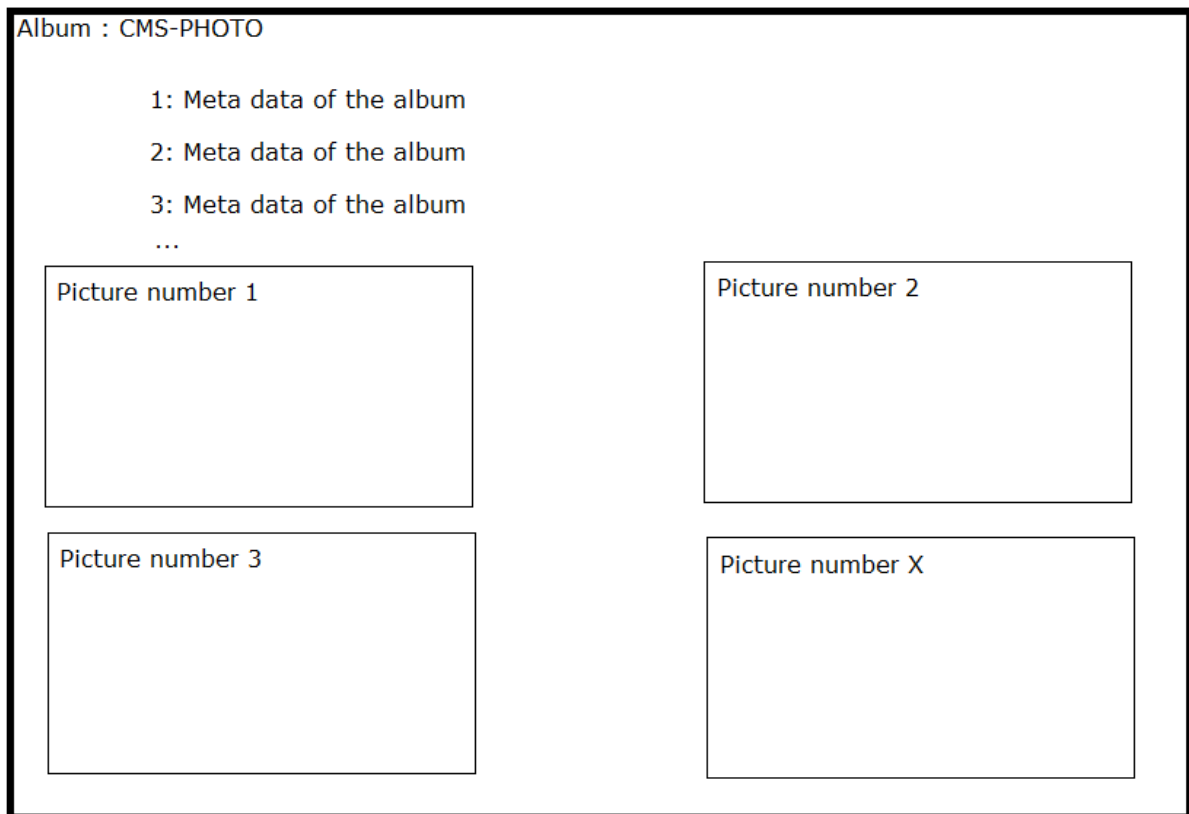 Album : CMS-PHOTO
1: Meta data of the album
2: Meta data of the album
3: Meta data of the album
...
Picture number 1
Picture number 2
Picture number 3
Picture number X